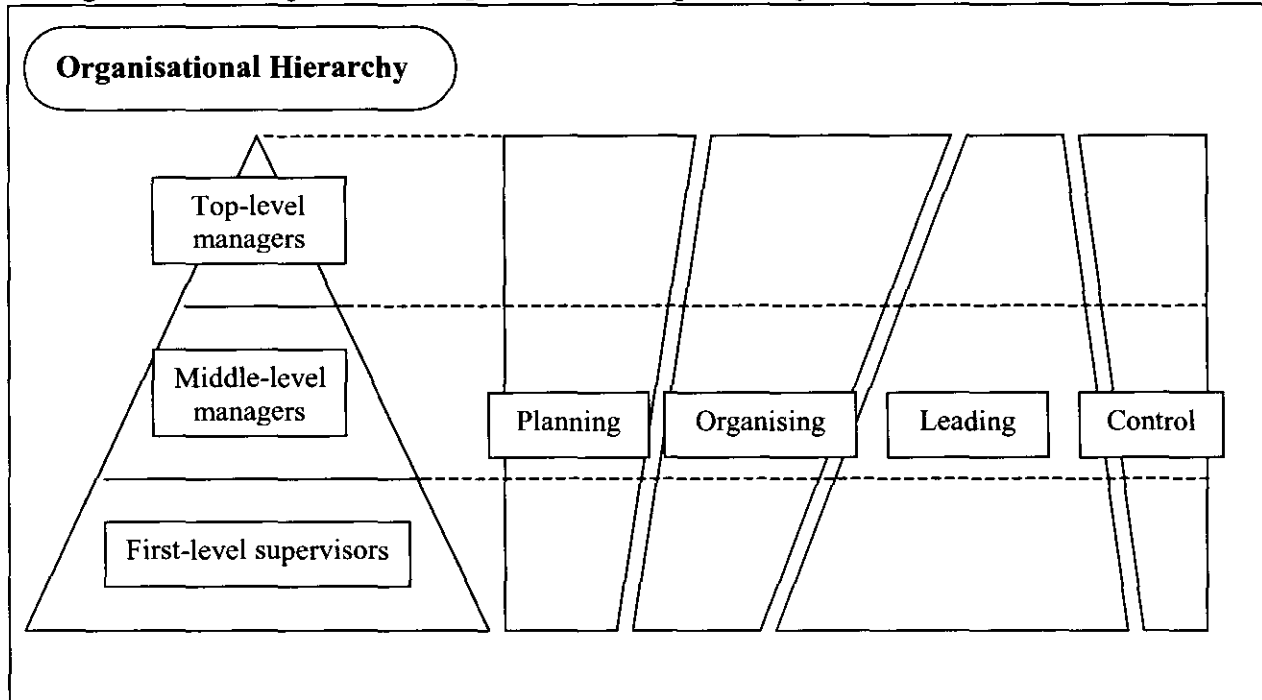 Organisational Hierarchy
Top-level
managers
Middle-level
managers
Planning
Organising
Leading
Control
First-level supervisors